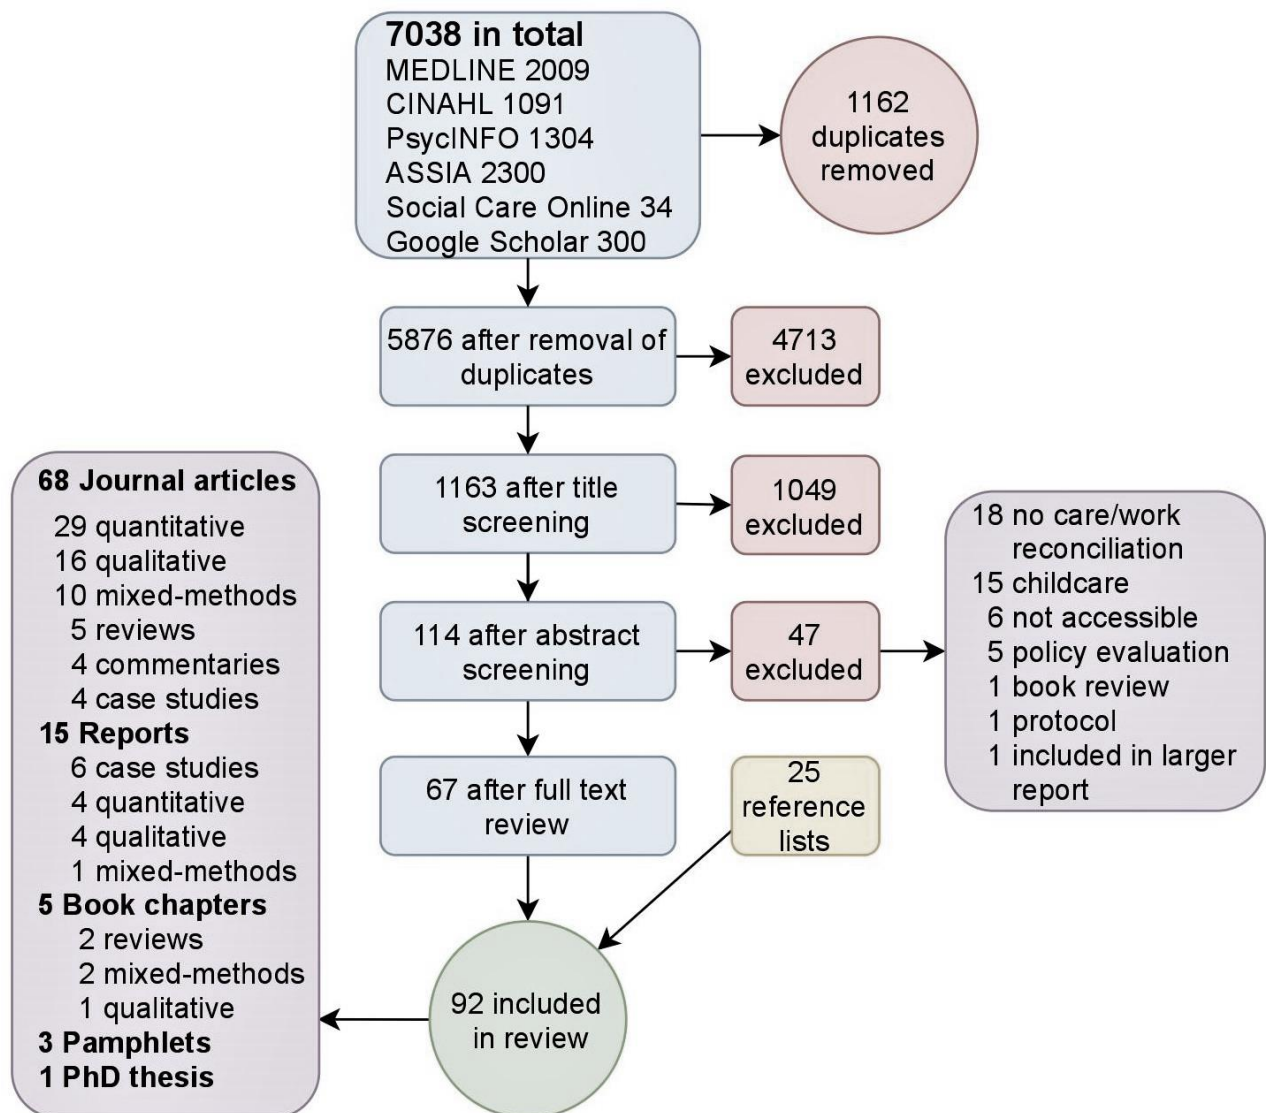 7038 in total
MEDLINE 2009
CINAHL 1091
PsycINFO 1304
ASSIA 2300
Social Care Online 34
Google Scholar 300
1162
duplicates
removed
5876 after removal of
duplicates
4713
excluded
1163 after title
screening
1049
excluded
114 after abstract
screening
47
excluded
18 no care/work
reconciliation
15 childcare
6 not accessible
5 policy evaluation
1 book review
1 protocol
1 included in larger
report
67 after full text
review
25
reference
lists
92 included
in review
68 Journal articles
29 quantitative
16 qualitative
10 mixed-methods
5 reviews
4 commentaries
4 case studies
15 Reports
6 case studies
4 quantitative
4 qualitative
1 mixed-methods
5 Book chapters
2 reviews
2 mixed-methods
1 qualitative
3 Pamphlets
1 PhD thesis